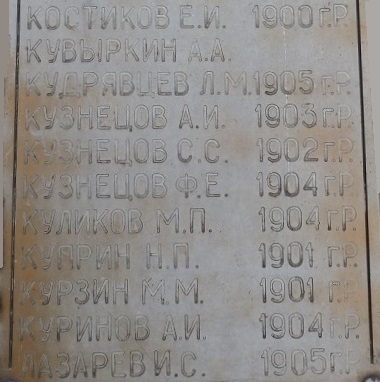 КОСТИКОВ Е.И. 1900 Г.Р.
КУВЫРКИН А.А.
КУДРЯВЦЕВ Л.М. 1905 Г.Р.
КУЗНЕЦОВ А.И. 1903 Г.Р.
КУЗНЕЦОВ С.С. 1902 Г.Р.
КУЗНЕЦОВ Ф.Е. 1904 Г.Р.
КУЛИКОВ М.П. 1904 Г.Р.
КУПРИН Н.П. 1901 Г.Р.
КУРЗИН М.М. 1901 Г.Р.
КУРИНОВ А.И. 1904 Г.Р.
ЛАЗАРЕВ И.С. 1905 Г.Р.